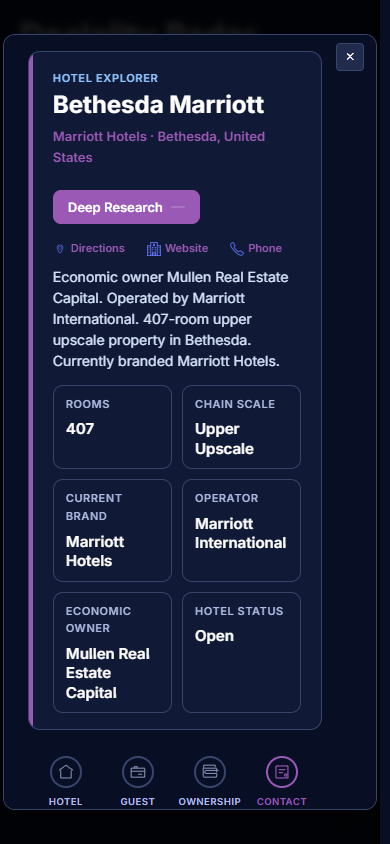 ×
HOTEL EXPLORER
Bethesda Marriott
Marriott Hotels · Bethesda, United
States
Deep Research —
Directions Website Phone
Economic owner Mullen Real Estate
Capital. Operated by Marriott
International. 407-room upper
upscale property in Bethesda.
Currently branded Marriott Hotels.
ROOMS
407
CHAIN SCALE
Upper
Upscale
CURRENT
BRAND
Marriott
Hotels
OPERATOR
Marriott
International
ECONOMIC
OWNER
Mullen Real
Estate
Capital
HOTEL STATUS
Open
HOTEL GUEST OWNERSHIP CONTACT